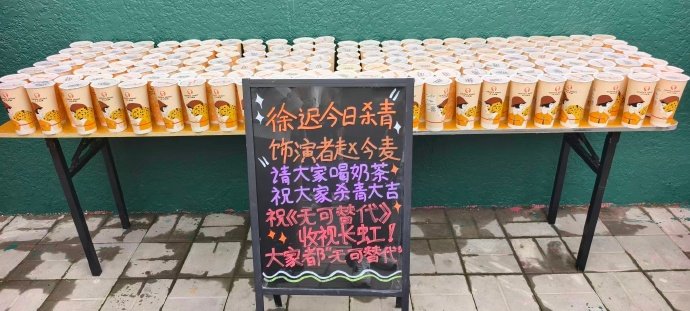 徐迟今日杀青
饰演者赵今麦
请大家喝奶茶
祝大家杀青大吉
祝《无可替代》
收视长虹！
大家都“无可替代”